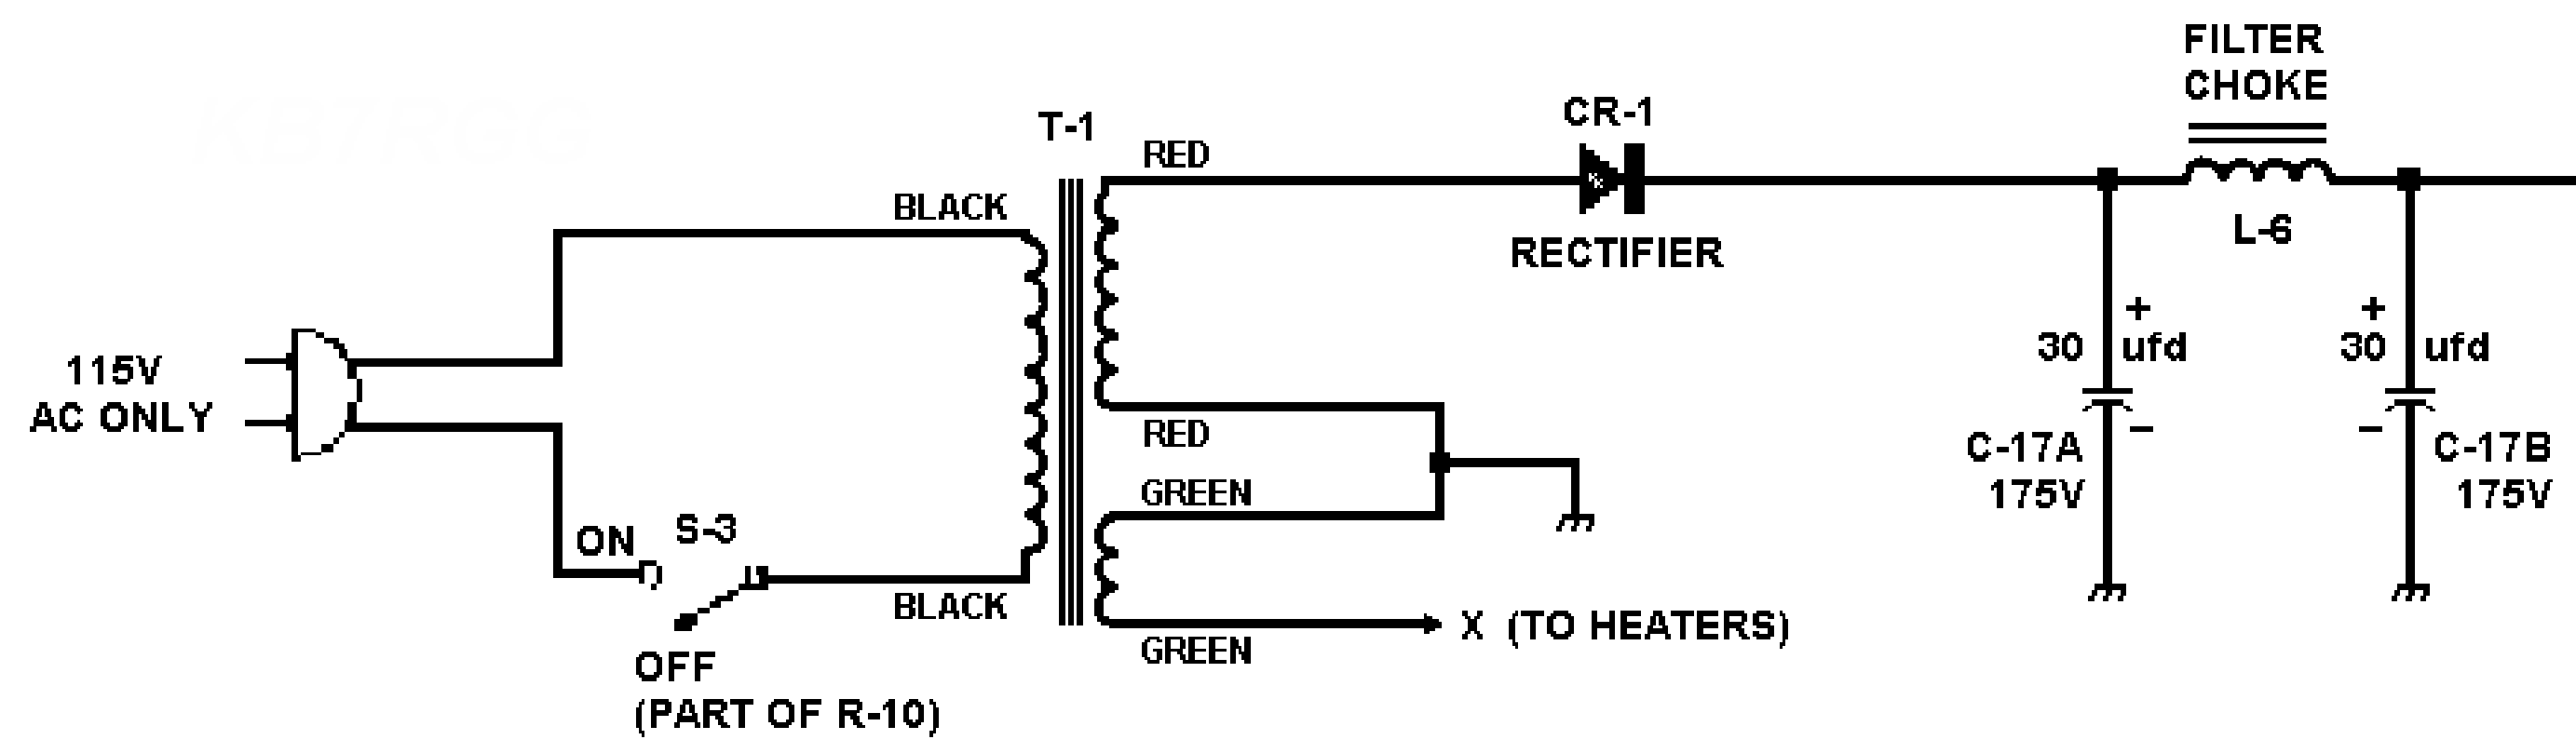 FILTER
CHOKE
CR-1
T-1
RED
BLACK
L-6
RECTIFIER
+ +
30 ufd
30 ufd
115V
AC ONLY
RED
- -
C-17A
175V
C-17B
175V
GREEN
ON
S-3
BLACK
X (TO HEATERS)
GREEN
OFF
(PART OF R-10)